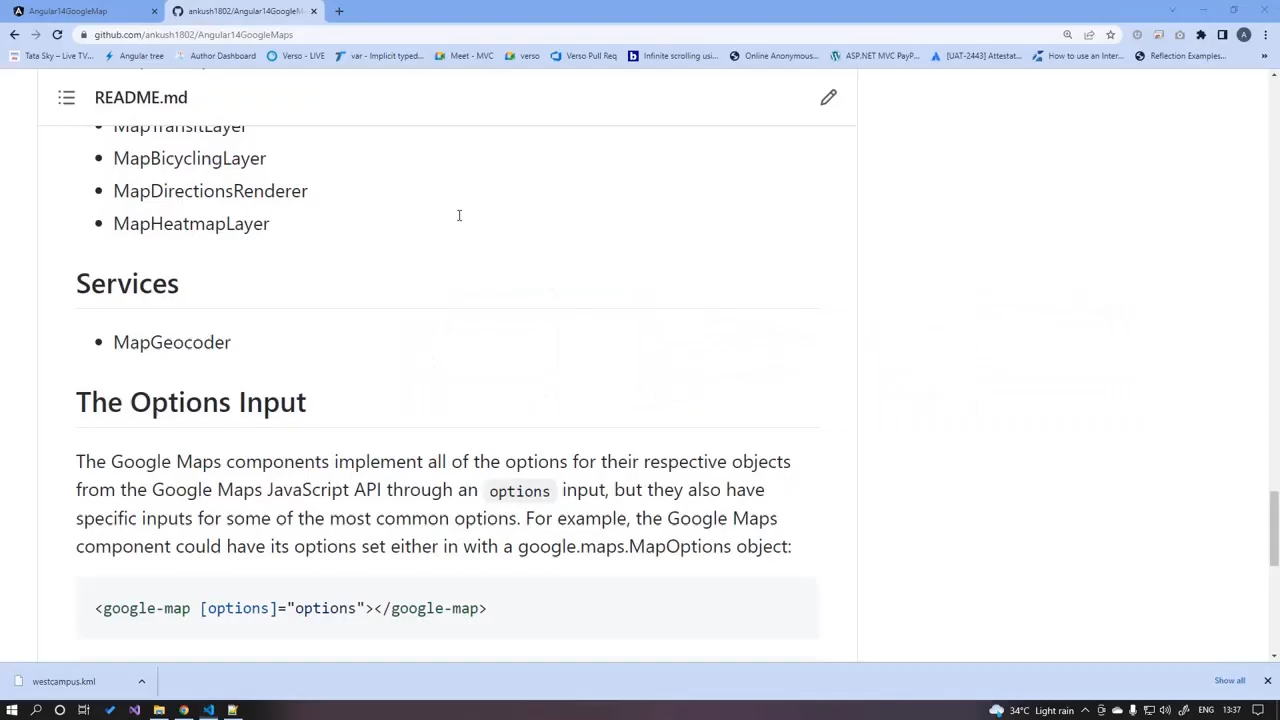 Angular14GoogleMap
ankush1802/Angular14GoogleM
github.com/ankush1802/Angular14GoogleMaps
A
Tata Sky – Live TV...
Angular tree
Author Dashboard
Verso - LIVE
var - Implicit typed...
Meet - MVC
verso
Verso Pull Req
Infinite scrolling usi...
Online Anonymous...
ASP.NET MVC PayP...
[UAT-2443] Attestat...
How to use an Inter...
Reflection Examples...
»
README.md
MapTransitLayer
MapBicyclingLayer
MapDirectionsRenderer
MapHeatmapLayer
Services
MapGeocoder
The Options Input
The Google Maps components implement all of the options for their respective objects
from the Google Maps JavaScript API through an options input, but they also have
specific inputs for some of the most common options. For example, the Google Maps
component could have its options set either in with a google.maps.MapOptions object:
<google-map [options]="options"></google-map>
westcampus.kml
Show all
34°C Light rain
ENG
13:37